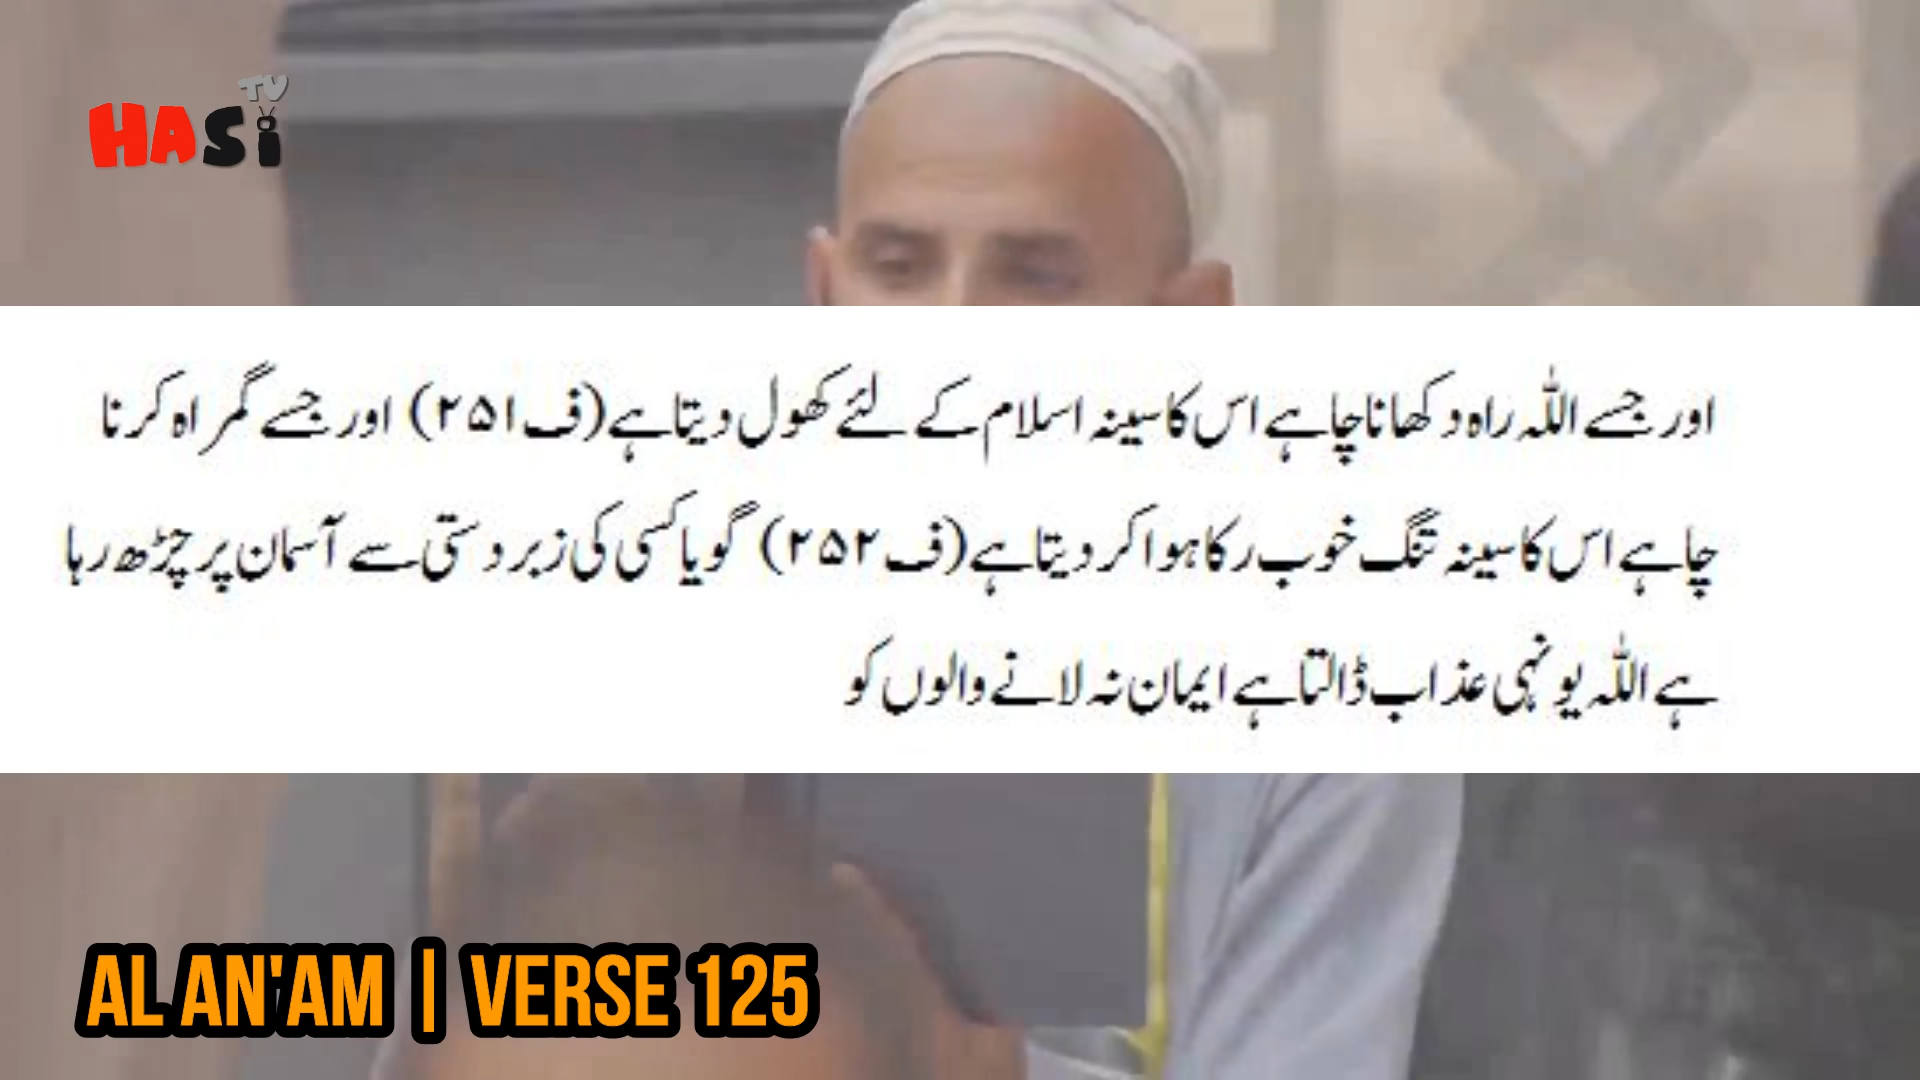 HASi TV
اور جسے اللہ راہ دکھانا چاہے اس کا سینہ اسلام کے لئے کھول دیتا ہے (ف۲۵۱) اور جسے گمراہ کرنا
چاہے اس کا سینہ تنگ خوب رکا ہوا کر دیتا ہے (ف۲۵۲) گویا کسی کی زبردستی سے آسمان پر چڑھ رہا
ہے اللہ یونہی عذاب ڈالتا ہے ایمان نہ لانے والوں کو
AL AN'AM | VERSE 125